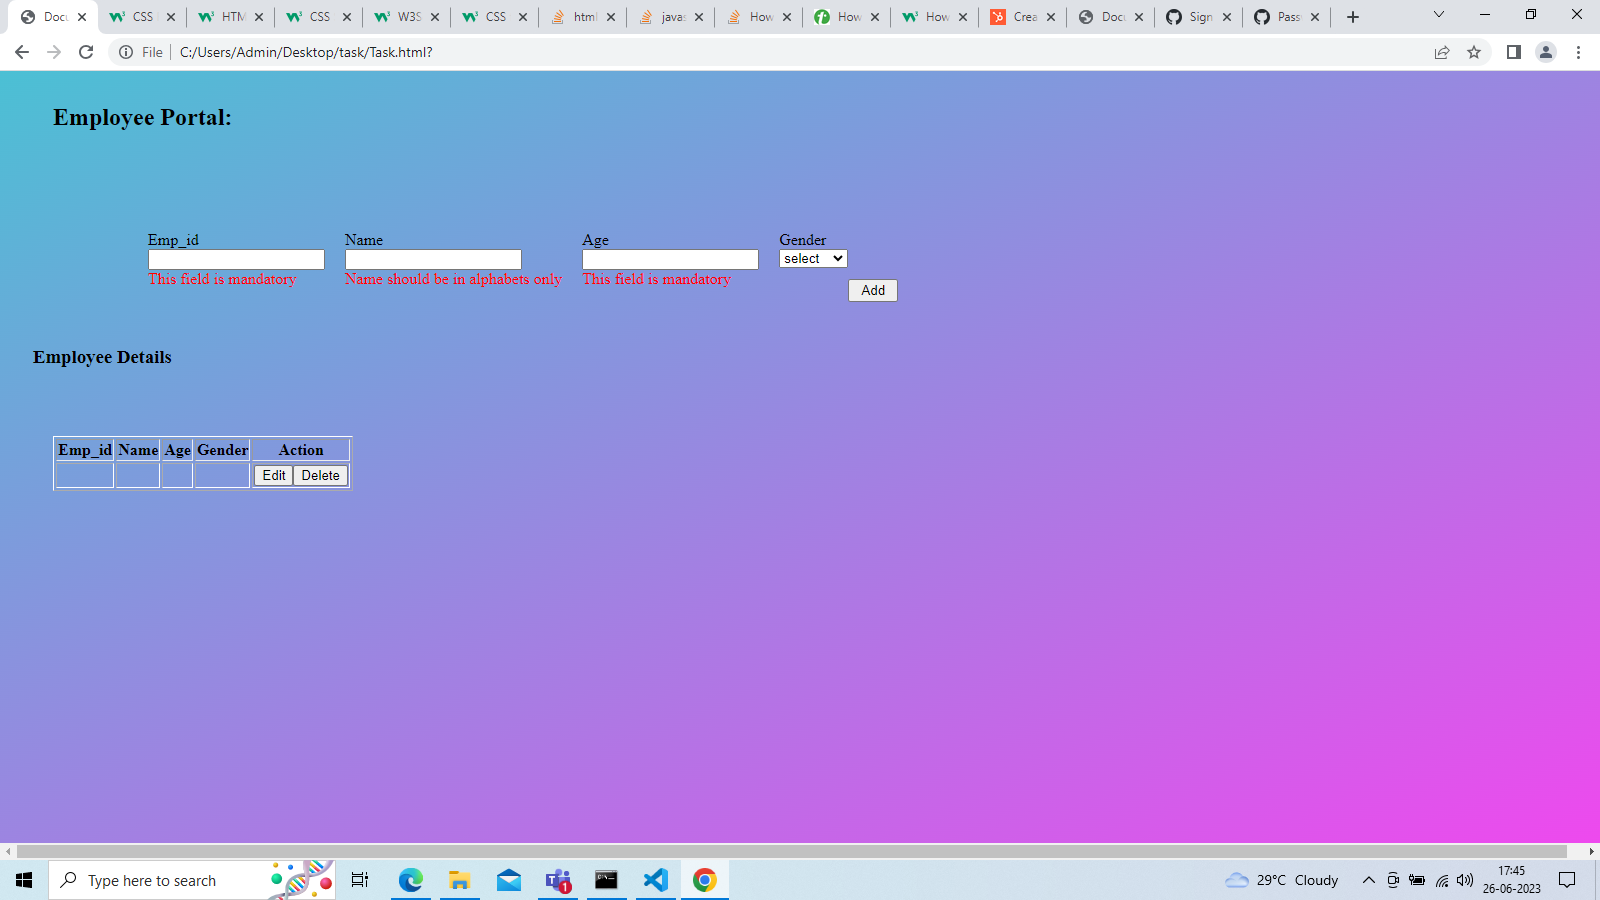 Docu CSS HTM CSS W3S CSS html javas How How How Crea Docu Sign Pass
File C:/Users/Admin/Desktop/task/Task.html?
Employee Portal:
Emp_id Name Age Gender
select
This field is mandatory Name should be in alphabets only This field is mandatory
Add
Employee Details
Emp_id Name Age Gender Action
Edit Delete
Type here to search 1 29°C Cloudy 17:45
26-06-2023